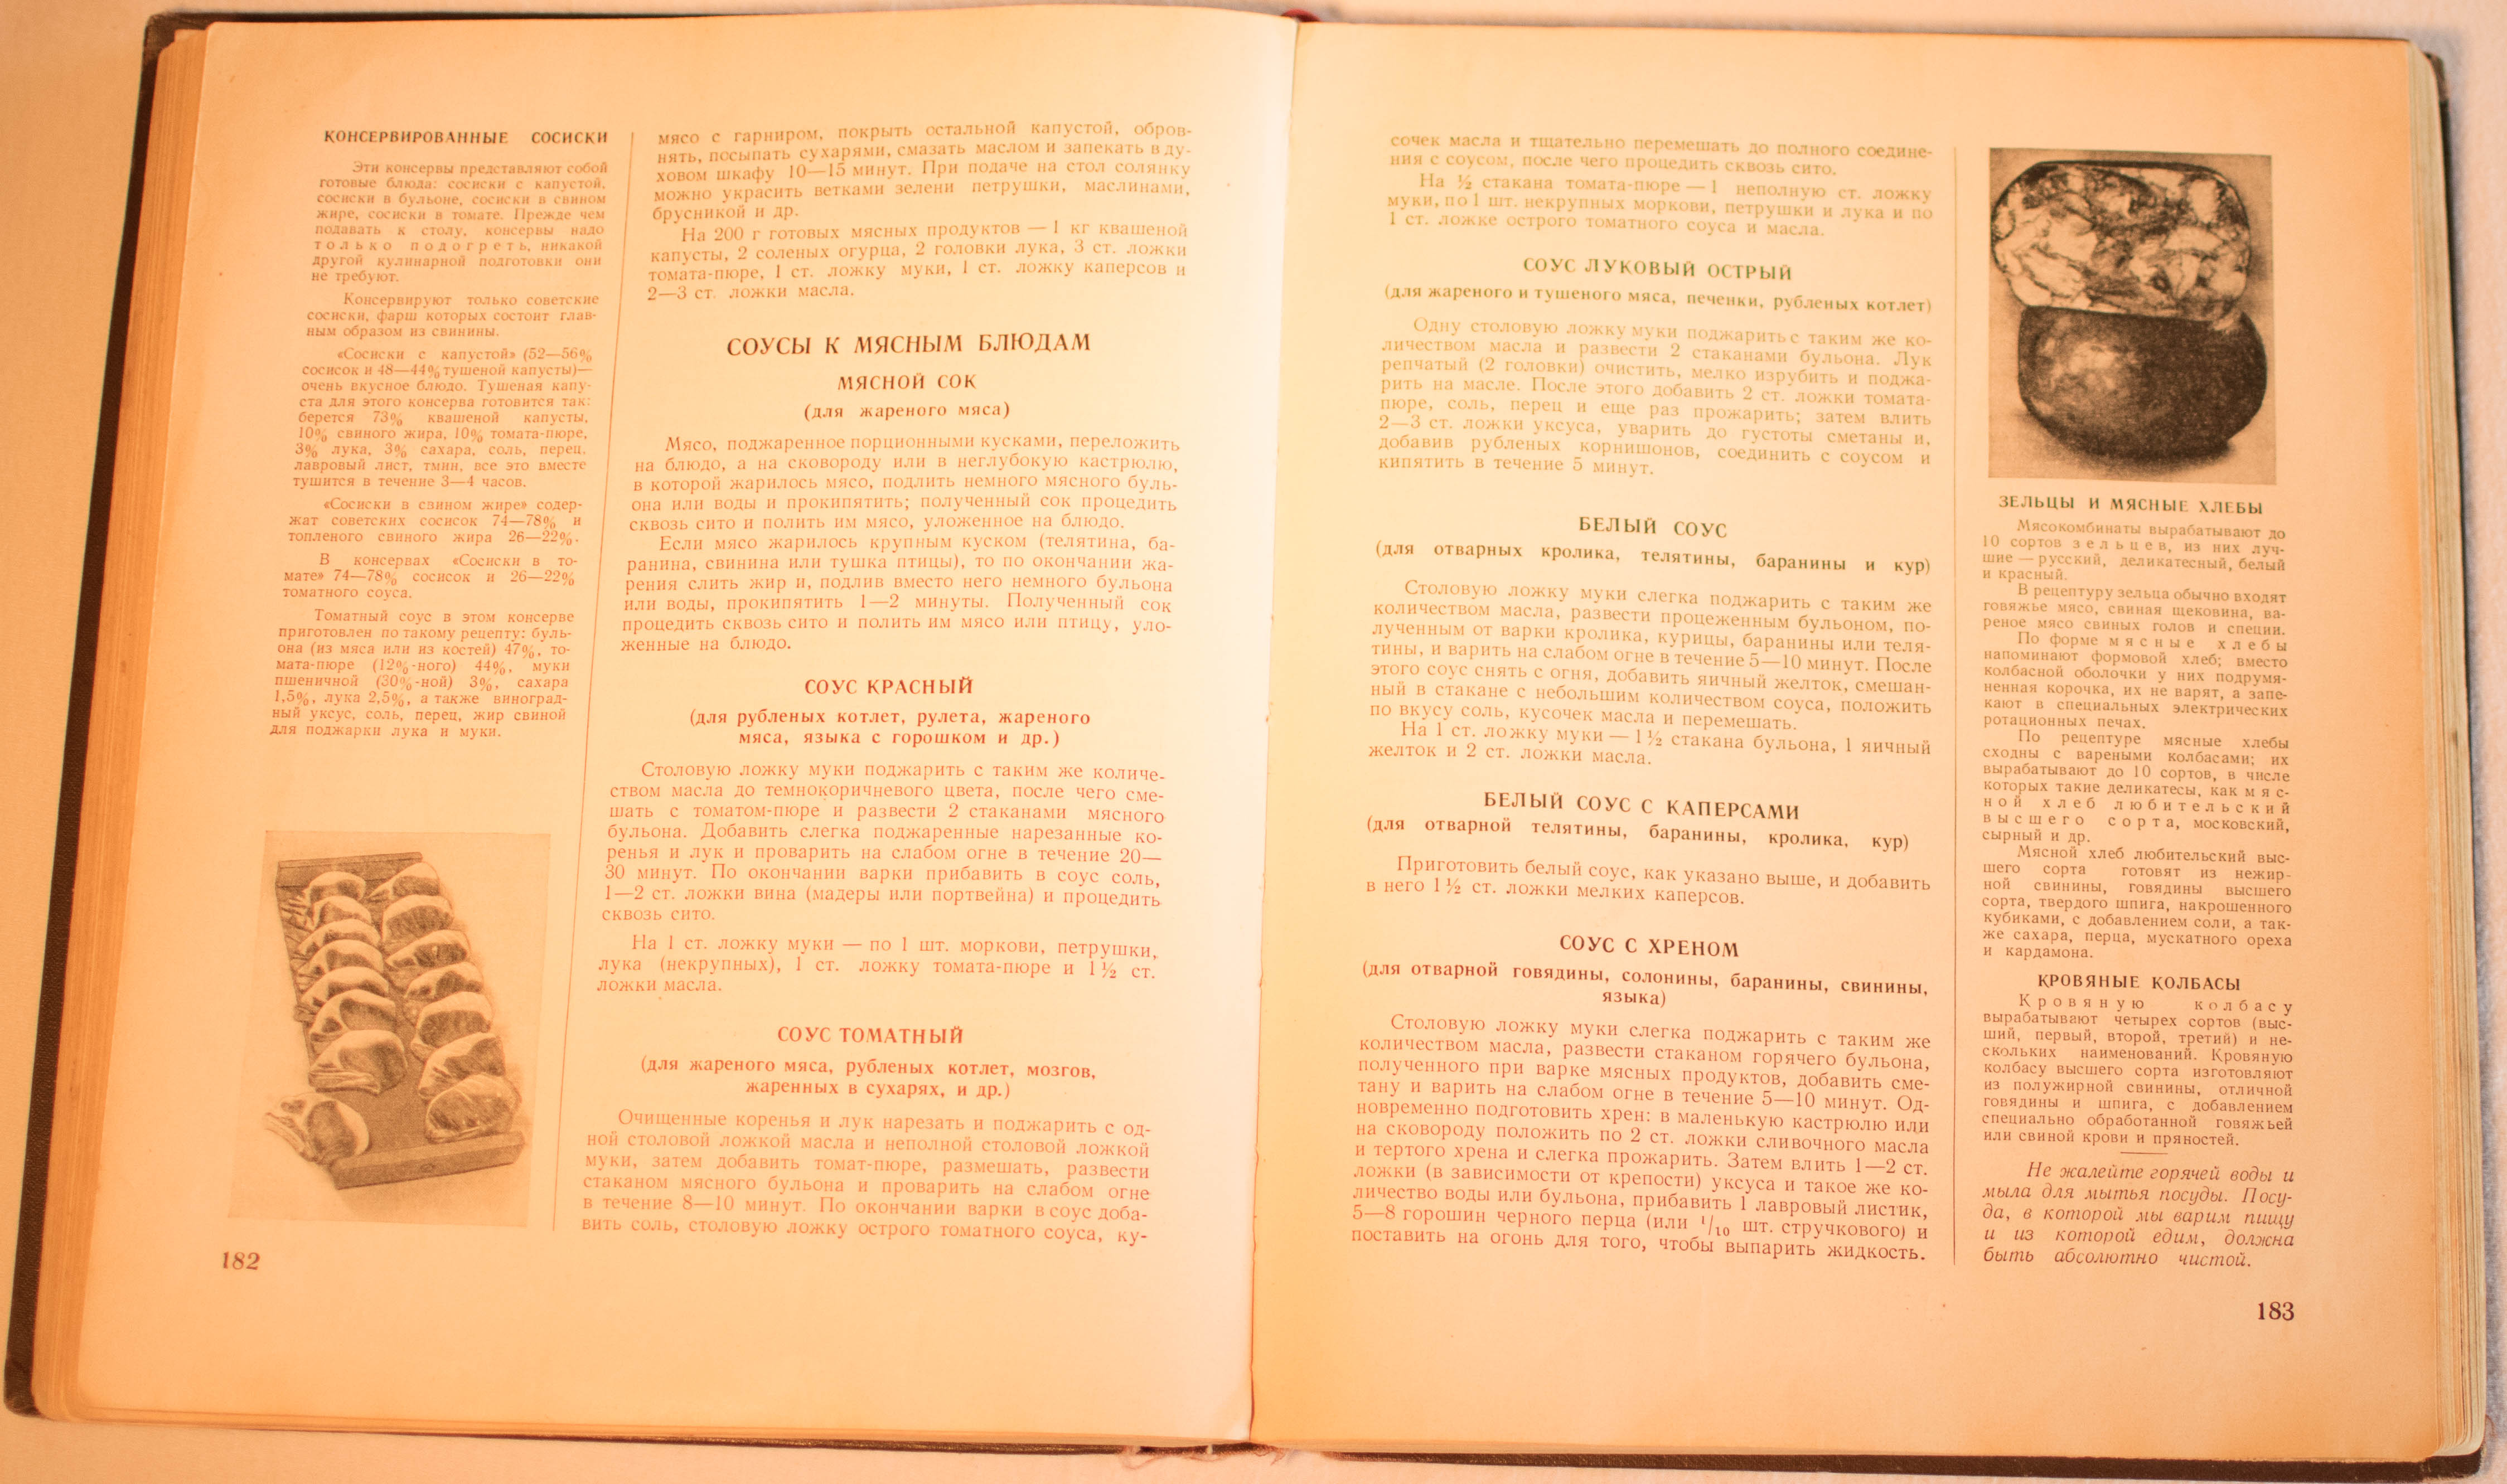 КОНСЕРВИРОВАННЫЕ СОСИСКИ
Эти консервы представляют собой
готовые блюда: сосиски с капустой,
сосиски в бульоне, сосиски в свином
жире, сосиски в томате. Прежде чем
подавать к столу, консервы надо
только подогреть, никакой
другой кулинарной подготовки они
не требуют.
Консервируют только советские
сосиски, фарш которых состоит глав-
ным образом из свинины.
«Сосиски с капустой» (52—56%
сосисок и 48—44% тушеной капусты)—
очень вкусное блюдо. Тушеная капу-
ста для этого консерва готовится так:
берется 73% квашеной капусты,
10% свиного жира, 10% томата-пюре,
3% лука, 3% сахара, соль, перец,
лавровый лист, тмин, все это вместе
тушится в течение 3—4 часов.
«Сосиски в свином жире» содер-
жат советских сосисок 74—78% и
топленого свиного жира 26—22%.
В консервах «Сосиски в то-
мате» 74—78% сосисок и 26—22%
томатного соуса.
Томатный соус в этом консерве
приготовлен по такому рецепту: буль-
она (из мяса или из костей) 47%, то-
мата-пюре (12%-ного) 44%, муки
пшеничной (30%-ной) 3%, сахара
1,5%, лука 2,5%, а также виноград-
ный уксус, соль, перец, жир свиной
для поджарки лука и муки.
182
мясо с гарниром, покрыть остальной капустой, обров-
нять, посыпать сухарями, смазать маслом и запекать в ду-
ховом шкафу 10—15 минут. При подаче на стол солянку
можно украсить ветками зелени петрушки, маслинами,
брусникой и др.
На 200 г готовых мясных продуктов — 1 кг квашеной
капусты, 2 соленых огурца, 2 головки лука, 3 ст. ложки
томата-пюре, 1 ст. ложку муки, 1 ст. ложку каперсов и
2—3 ст. ложки масла.
СОУСЫ К МЯСНЫМ БЛЮДАМ
МЯСНОЙ СОК
(для жареного мяса)
Мясо, поджаренное порционными кусками, переложить
на блюдо, а на сковороду или в неглубокую кастрюлю,
в которой жарилось мясо, подлить немного мясного буль-
она или воды и прокипятить; полученный сок процедить
сквозь сито и полить им мясо, уложенное на блюдо.
Если мясо жарилось крупным куском (телятина, ба-
ранина, свинина или тушка птицы), то по окончании жа-
рения слить жир и, подлив вместо него немного бульона
или воды, прокипятить 1—2 минуты. Полученный сок
процедить сквозь сито и полить им мясо или птицу, уло-
женные на блюдо.
СОУС КРАСНЫЙ
(для рубленых котлет, рулета, жареного
мяса, языка с горошком и др.)
Столовую ложку муки поджарить с таким же количе-
ством масла до темнокоричневого цвета, после чего сме-
шать с томатом-пюре и развести 2 стаканами мясного
бульона. Добавить слегка поджаренные нарезанные ко-
ренья и лук и проварить на слабом огне в течение 20—
30 минут. По окончании варки прибавить в соус соль,
1—2 ст. ложки вина (мадеры или портвейна) и процедить
сквозь сито.
На 1 ст. ложку муки — по 1 шт. моркови, петрушки,
лука (некрупных), 1 ст. ложку томата-пюре и 1½ ст.
ложки масла.
СОУС ТОМАТНЫЙ
(для жареного мяса, рубленых котлет, мозгов,
жаренных в сухарях, и др.)
Очищенные коренья и лук нарезать и поджарить с од-
ной столовой ложкой масла и неполной столовой ложкой
муки, затем добавить томат-пюре, размешать, развести
стаканом мясного бульона и проварить на слабом огне
в течение 8—10 минут. По окончании варки в соус доба-
вить соль, столовую ложку острого томатного соуса, ку-
сочек масла и тщательно перемешать до полного соедине-
ния с соусом, после чего процедить сквозь сито.
На ½ стакана томата-пюре — 1 неполную ст. ложку
муки, по 1 шт. некрупных моркови, петрушки и лука и по
1 ст. ложке острого томатного соуса и масла.
СОУС ЛУКОВЫЙ ОСТРЫЙ
(для жареного и тушеного мяса, печенки, рубленых котлет)
Одну столовую ложку муки поджарить с таким же ко-
личеством масла и развести 2 стаканами бульона. Лук
репчатый (2 головки) очистить, мелко изрубить и поджа-
рить на масле. После этого добавить 2 ст. ложки томата-
пюре, соль, перец и еще раз прожарить; затем влить
2—3 ст. ложки уксуса, уварить до густоты сметаны и,
добавив рубленых корнишонов, соединить с соусом и
кипятить в течение 5 минут.
БЕЛЫЙ СОУС
(для отварных кролика, телятины, баранины и кур)
Столовую ложку муки слегка поджарить с таким же
количеством масла, развести процеженным бульоном, по-
лученным от варки кролика, курицы, баранины или теля-
тины, и варить на слабом огне в течение 5—10 минут. После
этого соус снять с огня, добавить яичный желток, смешан-
ный в стакане с небольшим количеством соуса, положить
по вкусу соль, кусочек масла и перемешать.
На 1 ст. ложку муки — 1½ стакана бульона, 1 яичный
желток и 2 ст. ложки масла.
БЕЛЫЙ СОУС С КАПЕРСАМИ
(для отварной телятины, баранины, кролика, кур)
Приготовить белый соус, как указано выше, и добавить
в него 1½ ст. ложки мелких каперсов.
СОУС С ХРЕНОМ
(для отварной говядины, солонины, баранины, свинины,
языка)
Столовую ложку муки слегка поджарить с таким же
количеством масла, развести стаканом горячего бульона,
полученного при варке мясных продуктов, добавить сме-
тану и варить на слабом огне в течение 5—10 минут. Од-
новременно подготовить хрен: в маленькую кастрюлю или
на сковороду положить по 2 ст. ложки сливочного масла
и тертого хрена и слегка прожарить. Затем влить 1—2 ст.
ложки (в зависимости от крепости) уксуса и такое же ко-
личество воды или бульона, прибавить 1 лавровый листик,
5—8 горошин черного перца (или 1/10 шт. стручкового) и
поставить на огонь для того, чтобы выпарить жидкость.
ЗЕЛЬЦЫ И МЯСНЫЕ ХЛЕБЫ
Мясокомбинаты вырабатывают до
10 сортов зельцев, из них луч-
шие — русский, деликатесный, белый
и красный.
В рецептуру зельца обычно входят
говяжье мясо, свиная щековина, ва-
реное мясо свиных голов и специи.
По форме мясные хлебы
напоминают формовой хлеб; вместо
колбасной оболочки у них подрумя-
ненная корочка, их не варят, а запе-
кают в специальных электрических
ротационных печах.
По рецептуре мясные хлебы
сходны с вареными колбасами; их
вырабатывают до 10 сортов, в числе
которых такие деликатесы, как мяс-
ной хлеб любительский
высшего сорта, московский,
сырный и др.
Мясной хлеб любительский выс-
шего сорта готовят из нежир-
ной свинины, говядины высшего
сорта, твердого шпига, накрошенного
кубиками, с добавлением соли, а так-
же сахара, перца, мускатного ореха
и кардамона.
КРОВЯНЫЕ КОЛБАСЫ
Кровяную колбасу
вырабатывают четырех сортов (выс-
ший, первый, второй, третий) и не-
скольких наименований. Кровяную
колбасу высшего сорта изготовляют
из полужирной свинины, отличной
говядины и шпига, с добавлением
специально обработанной говяжьей
или свиной крови и пряностей.
Не жалейте горячей воды и
мыла для мытья посуды. Посу-
да, в которой мы варим пищу
и из которой едим, должна
быть абсолютно чистой.
183